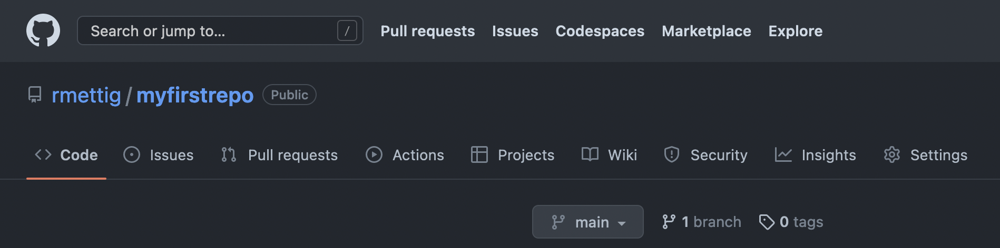 Search or jump to... / Pull requests Issues Codespaces Marketplace Explore
rmettig / myfirstrepo Public
Code Issues Pull requests Actions Projects Wiki Security Insights Settings
main 1 branch 0 tags